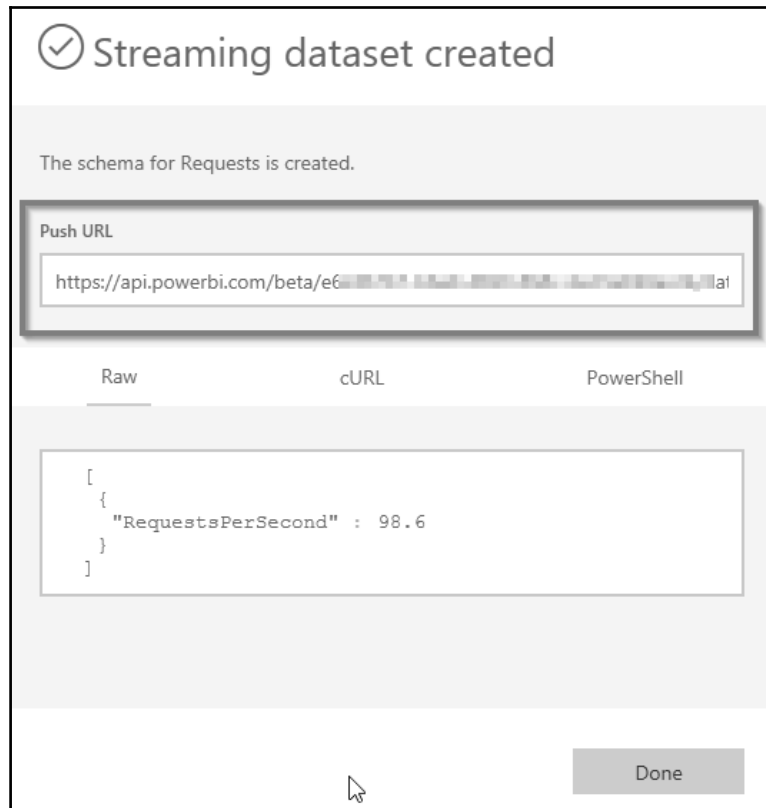 Streaming dataset created
The schema for Requests is created.
Push URL
https://api.powerbi.com/beta/e6
Raw cURL PowerShell
[
{
"RequestsPerSecond" : 98.6
}
]
Done